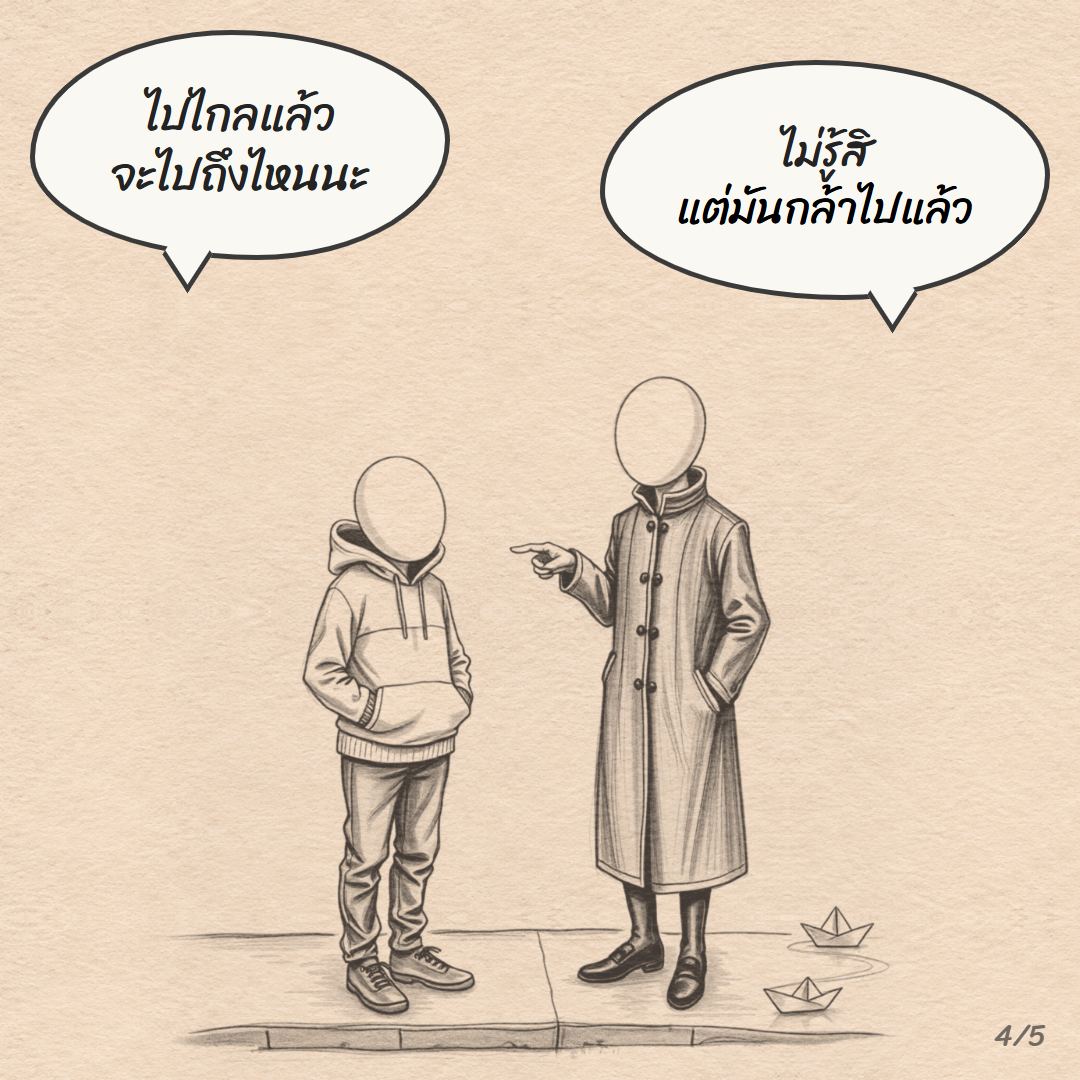 ไปไกลแล้ว
จะไปถึงไหนนะ
ไม่รู้สิ
แต่มันกล้าไปแล้ว
4/5